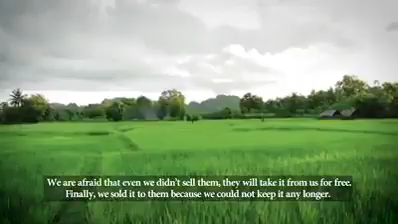 We are afraid that even we didn't sell them, they will take it from us for free.
Finally, we sold it to them because we could not keep it any longer.